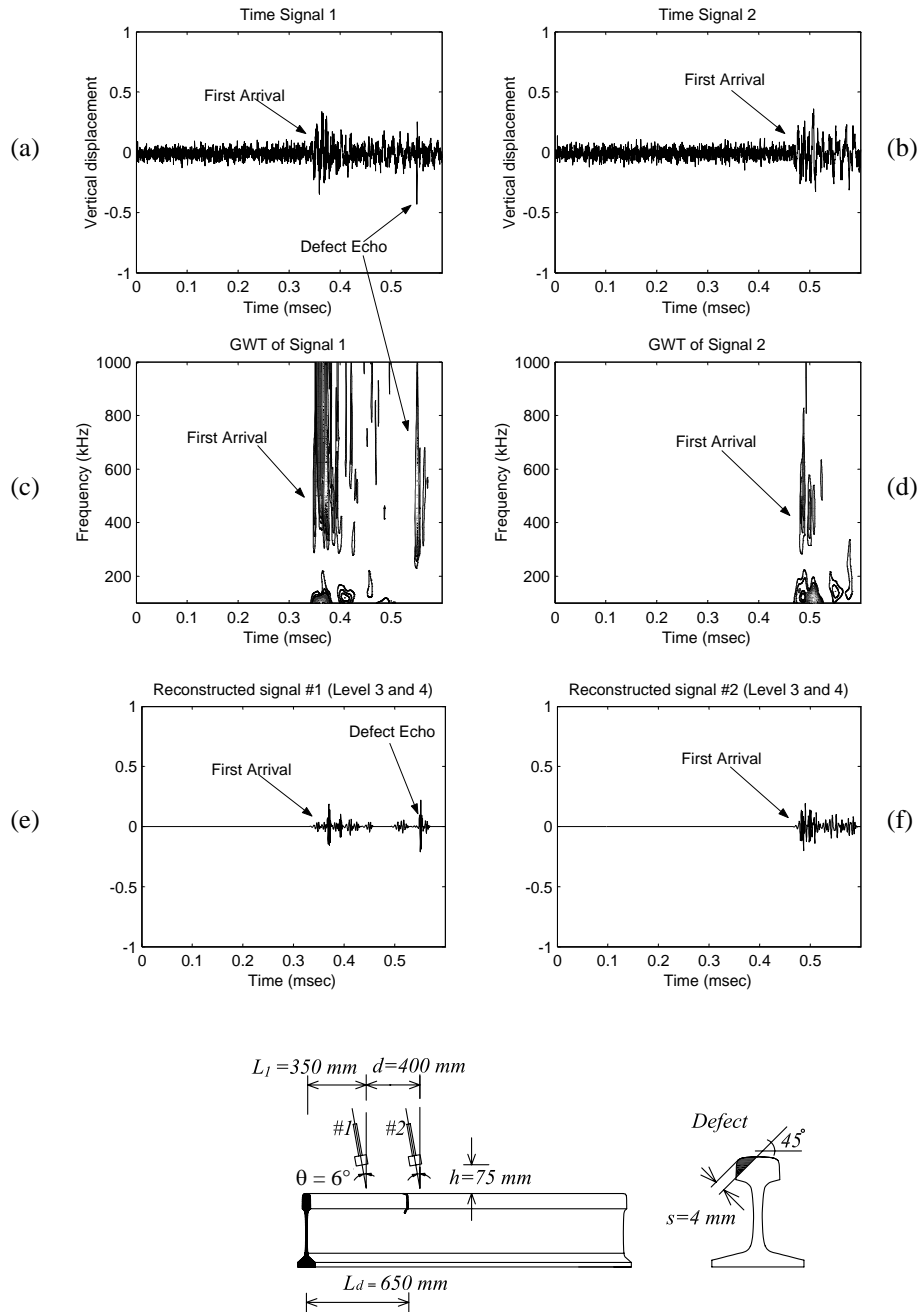 Time Signal 1
Time Signal 2
(a)
Vertical displacement
1
0.5
0
-0.5
-1
First Arrival
Defect Echo
0 0.1 0.2 0.3 0.4 0.5
Time (msec)
Vertical displacement
1
0.5
0
-0.5
-1
First Arrival
0 0.1 0.2 0.3 0.4 0.5
Time (msec)
(b)
GWT of Signal 1
GWT of Signal 2
(c)
Frequency (kHz)
1000
800
600
400
200
First Arrival
0 0.1 0.2 0.3 0.4 0.5
Time (msec)
Frequency (kHz)
1000
800
600
400
200
First Arrival
0 0.1 0.2 0.3 0.4 0.5
Time (msec)
(d)
Reconstructed signal #1 (Level 3 and 4)
Reconstructed signal #2 (Level 3 and 4)
(e)
1
0.5
0
-0.5
-1
First Arrival
Defect Echo
0 0.1 0.2 0.3 0.4 0.5
Time (msec)
1
0.5
0
-0.5
-1
First Arrival
0 0.1 0.2 0.3 0.4 0.5
Time (msec)
(f)
L1 =350 mm
d=400 mm
#1
#2
θ = 6°
h=75 mm
Ld = 650 mm
Defect
45°
s=4 mm